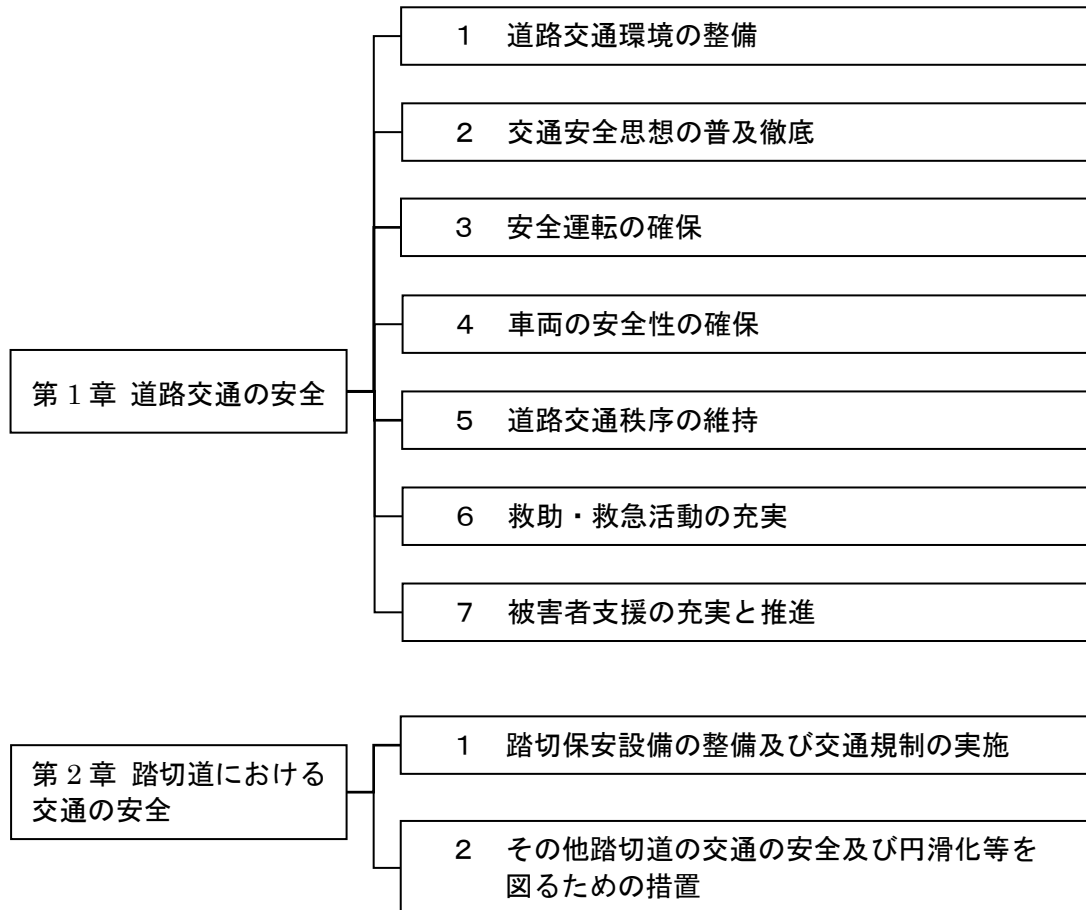 第1章 道路交通の安全
1 道路交通環境の整備
2 交通安全思想の普及徹底
3 安全運転の確保
4 車両の安全性の確保
5 道路交通秩序の維持
6 救助・救急活動の充実
7 被害者支援の充実と推進
第2章 踏切道における
交通の安全
1 踏切保安設備の整備及び交通規制の実施
2 その他踏切道の交通の安全及び円滑化等を
図るための措置